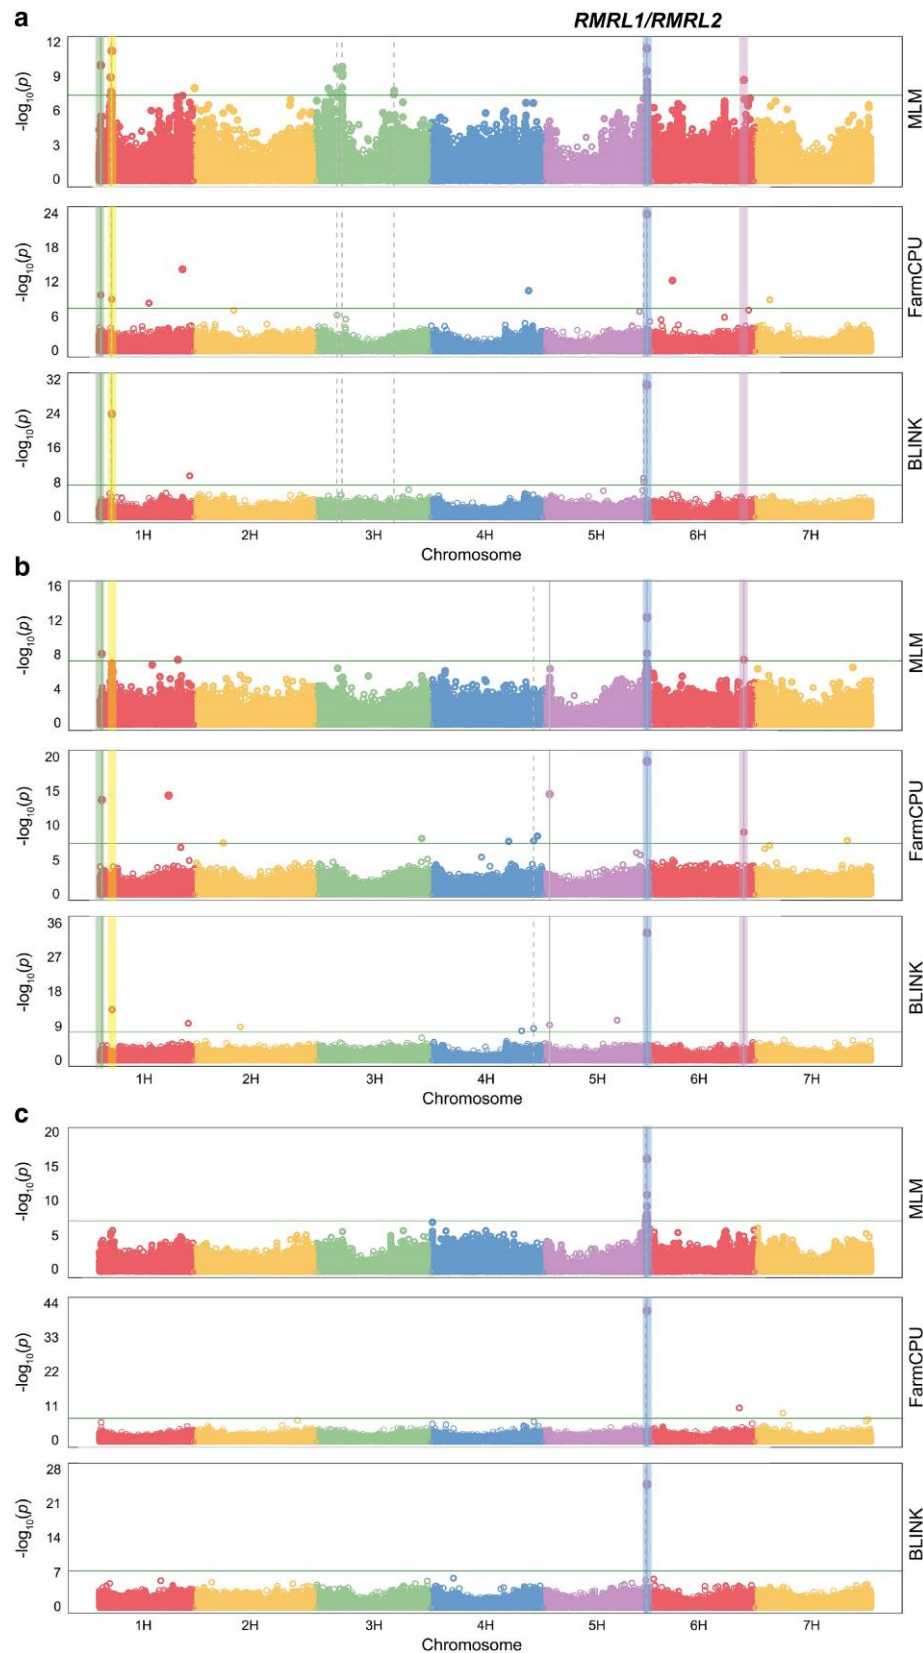 a
RMRL1/RMRL2
12
9
6
3
0
-log10(p)
MLM
24
18
12
6
0
-log10(p)
FarmCPU
32
24
16
8
0
-log10(p)
BLINK
1H 2H 3H 4H 5H 6H 7H
Chromosome
b
16
12
8
4
0
-log10(p)
MLM
20
15
10
5
0
-log10(p)
FarmCPU
36
27
18
9
0
-log10(p)
BLINK
1H 2H 3H 4H 5H 6H 7H
Chromosome
c
20
15
10
5
0
-log10(p)
MLM
44
33
22
11
0
-log10(p)
FarmCPU
28
21
14
7
0
-log10(p)
BLINK
1H 2H 3H 4H 5H 6H 7H
Chromosome